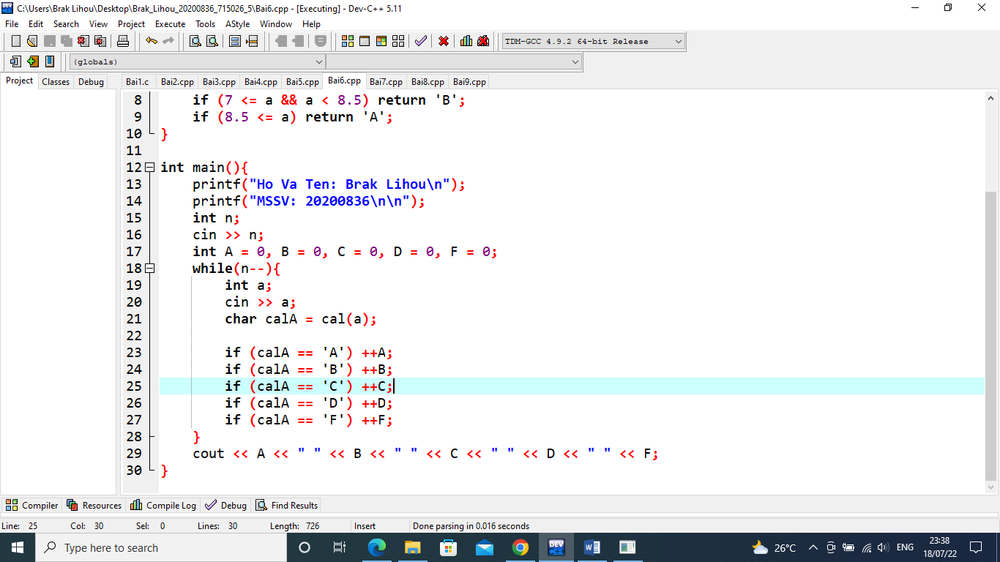 C:\Users\Brak Lihou\Desktop\Brak_Lihou_20200836_715026_5\Bai6.cpp - [Executing] - Dev-C++ 5.11
File Edit Search View Project Execute Tools AStyle Window Help
TDM-GCC 4.9.2 64-bit Release
(globals)
Project Classes Debug
Bai1.c Bai2.cpp Bai3.cpp Bai4.cpp Bai5.cpp Bai6.cpp Bai7.cpp Bai8.cpp Bai9.cpp
8 if (7 <= a && a < 8.5) return 'B';
9 if (8.5 <= a) return 'A';
10 }
11
12 int main(){
13 printf("Ho Va Ten: Brak Lihou\n");
14 printf("MSSV: 20200836\n\n");
15 int n;
16 cin >> n;
17 int A = 0, B = 0, C = 0, D = 0, F = 0;
18 while(n--){
19 int a;
20 cin >> a;
21 char calA = cal(a);
22
23 if (calA == 'A') ++A;
24 if (calA == 'B') ++B;
25 if (calA == 'C') ++C;
26 if (calA == 'D') ++D;
27 if (calA == 'F') ++F;
28 }
29 cout << A << " " << B << " " << C << " " << D << " " << F;
30 }
Compiler Resources Compile Log Debug Find Results
Line: 25 Col: 30 Sel: 0 Lines: 30 Length: 726 Insert Done parsing in 0.016 seconds
Type here to search
DEV
26°C
ENG
23:38
18/07/22